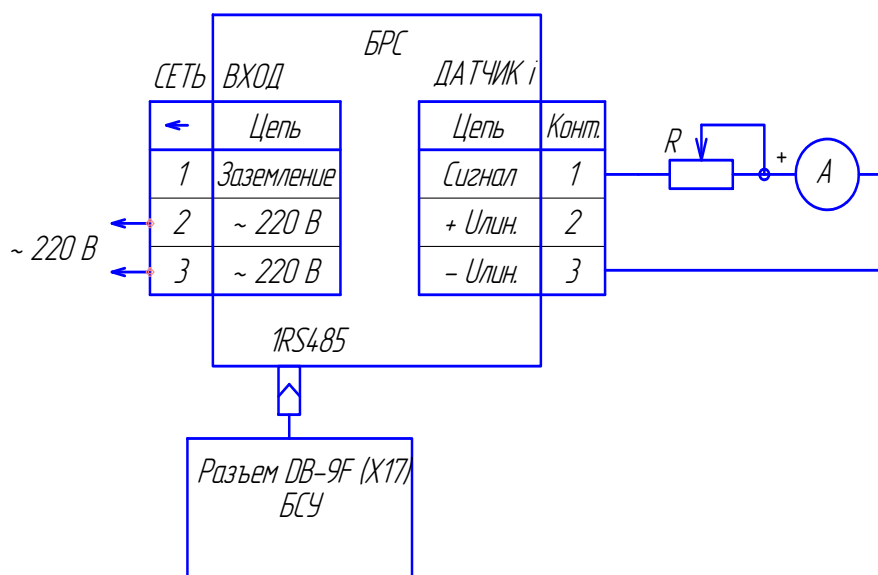 БРС
СЕТЬ ВХОД
ДАТЧИК i
Цепь
1 Заземление
2 ~ 220 В
3 ~ 220 В
~ 220 В
Цепь Конт.
Сигнал 1
+ Uлин. 2
– Uлин. 3
R
+
А
1RS485
Разъем DB-9F (X17)
БСУ